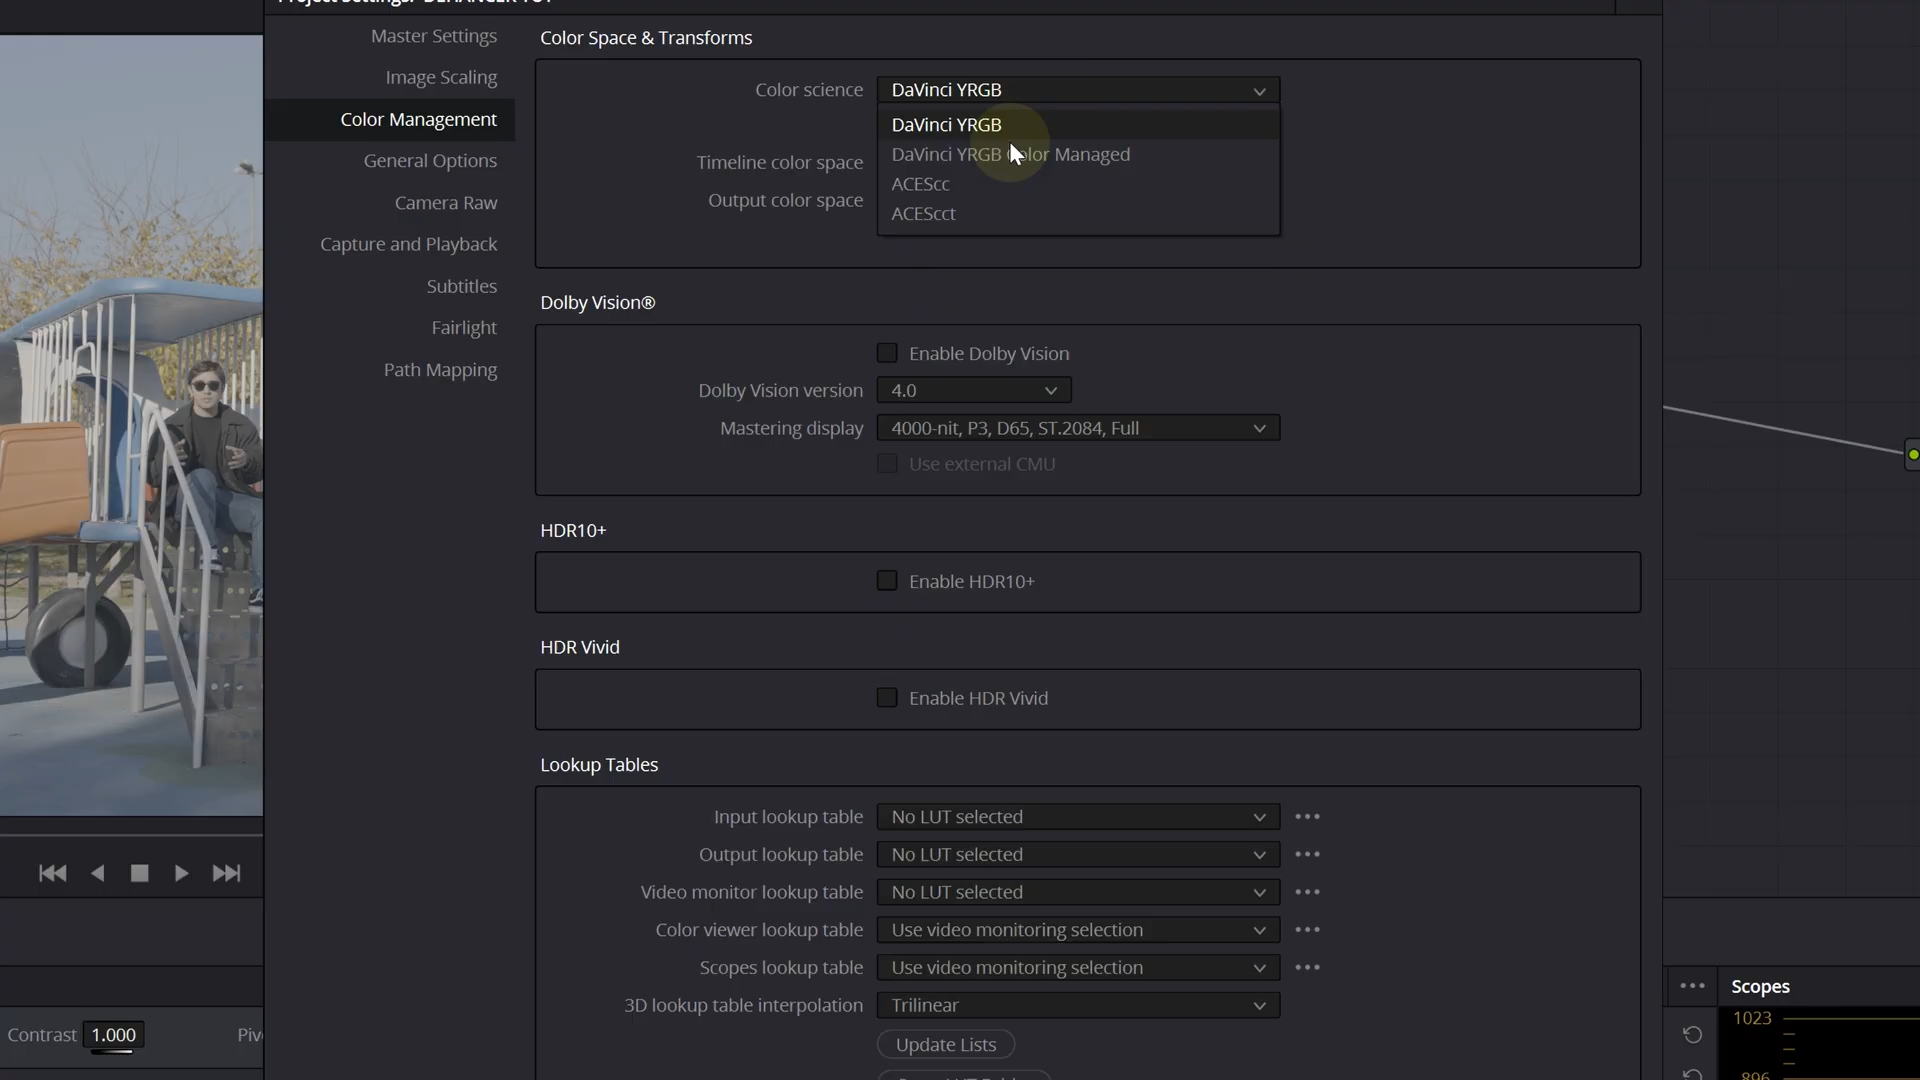 Color Space & Transforms
Master Settings
Image Scaling
Color Management
General Options
Camera Raw
Capture and Playback
Subtitles
Fairlight
Path Mapping
Color science DaVinci YRGB
DaVinci YRGB
DaVinci YRGB Color Managed
ACEScc
ACEScct
Timeline color space
Output color space
Dolby Vision®
Enable Dolby Vision
Dolby Vision version 4.0
Mastering display 4000-nit, P3, D65, ST.2084, Full
Use external CMU
HDR10+
Enable HDR10+
HDR Vivid
Enable HDR Vivid
Lookup Tables
Input lookup table No LUT selected
Output lookup table No LUT selected
Video monitor lookup table No LUT selected
Color viewer lookup table Use video monitoring selection
Scopes lookup table Use video monitoring selection
3D lookup table interpolation Trilinear
Update Lists
Contrast 1.000
Scopes
1023
896